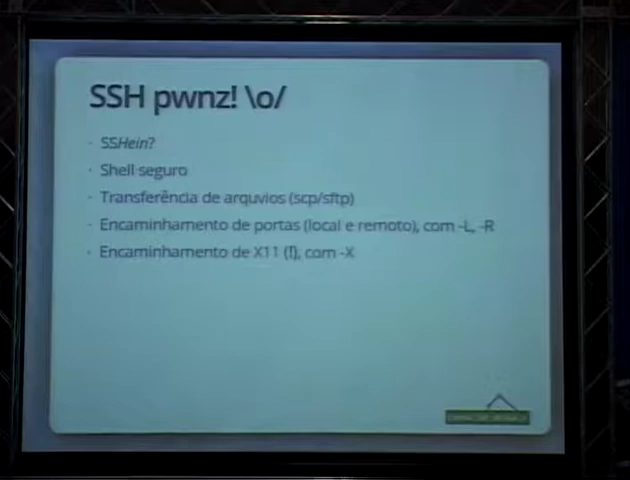 SSH pwnz! \o/
· SSHein?
· Shell seguro
· Transferência de arquvios (scp/sftp)
· Encaminhamento de portas (local e remoto), com -L, -R
· Encaminhamento de X11 (!), com -X